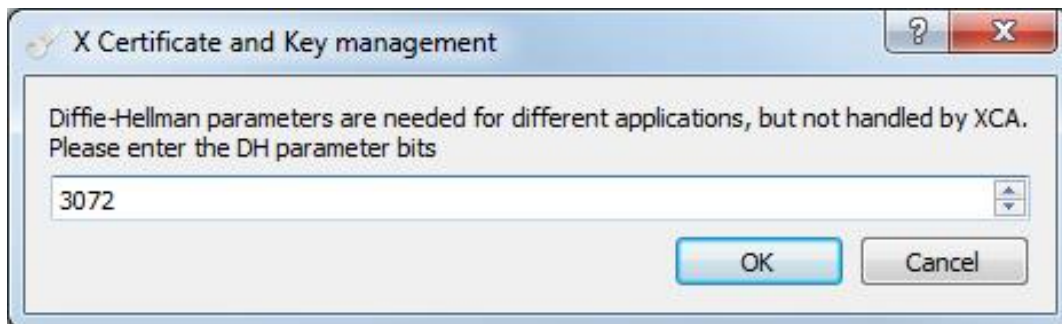 X Certificate and Key management
Diffie-Hellman parameters are needed for different applications, but not handled by XCA.
Please enter the DH parameter bits
3072
OK Cancel